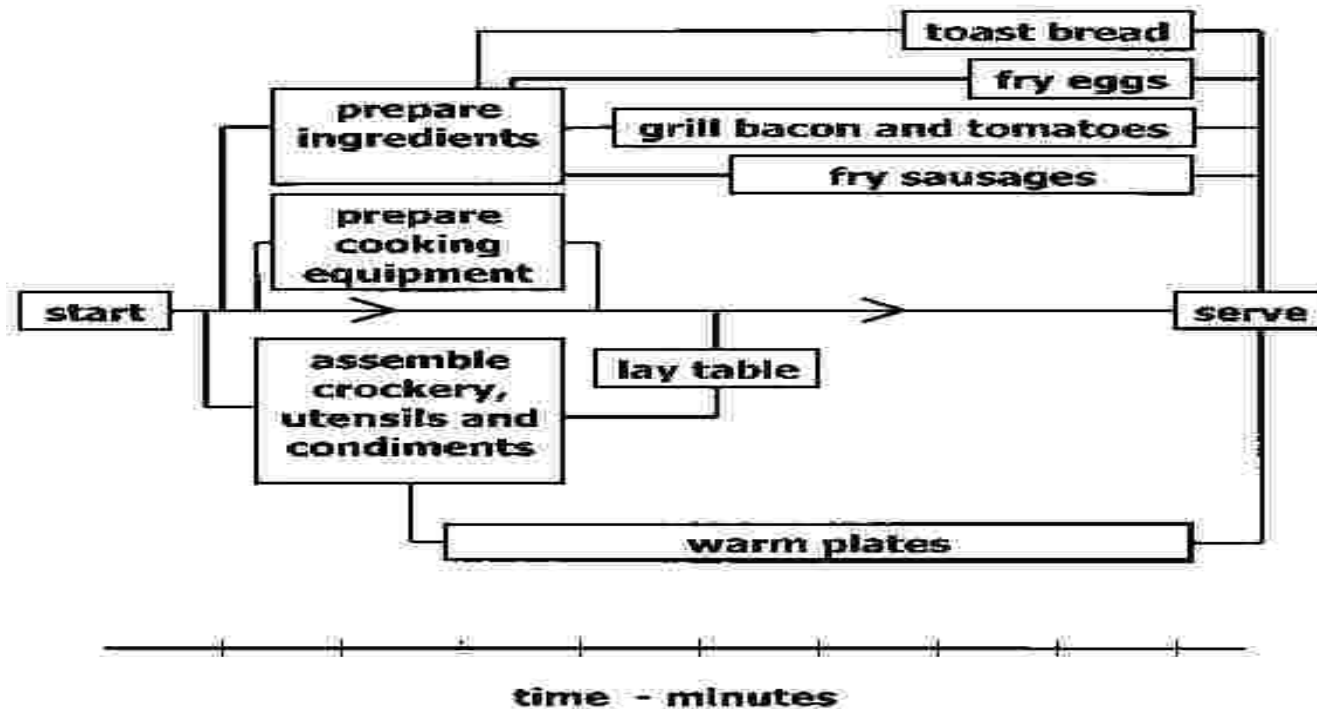 toast bread
fry eggs
prepare
ingredients
grill bacon and tomatoes
fry sausages
prepare
cooking
equipment
start
serve
assemble
crockery,
utensils and
condiments
lay table
warm plates
time - minutes